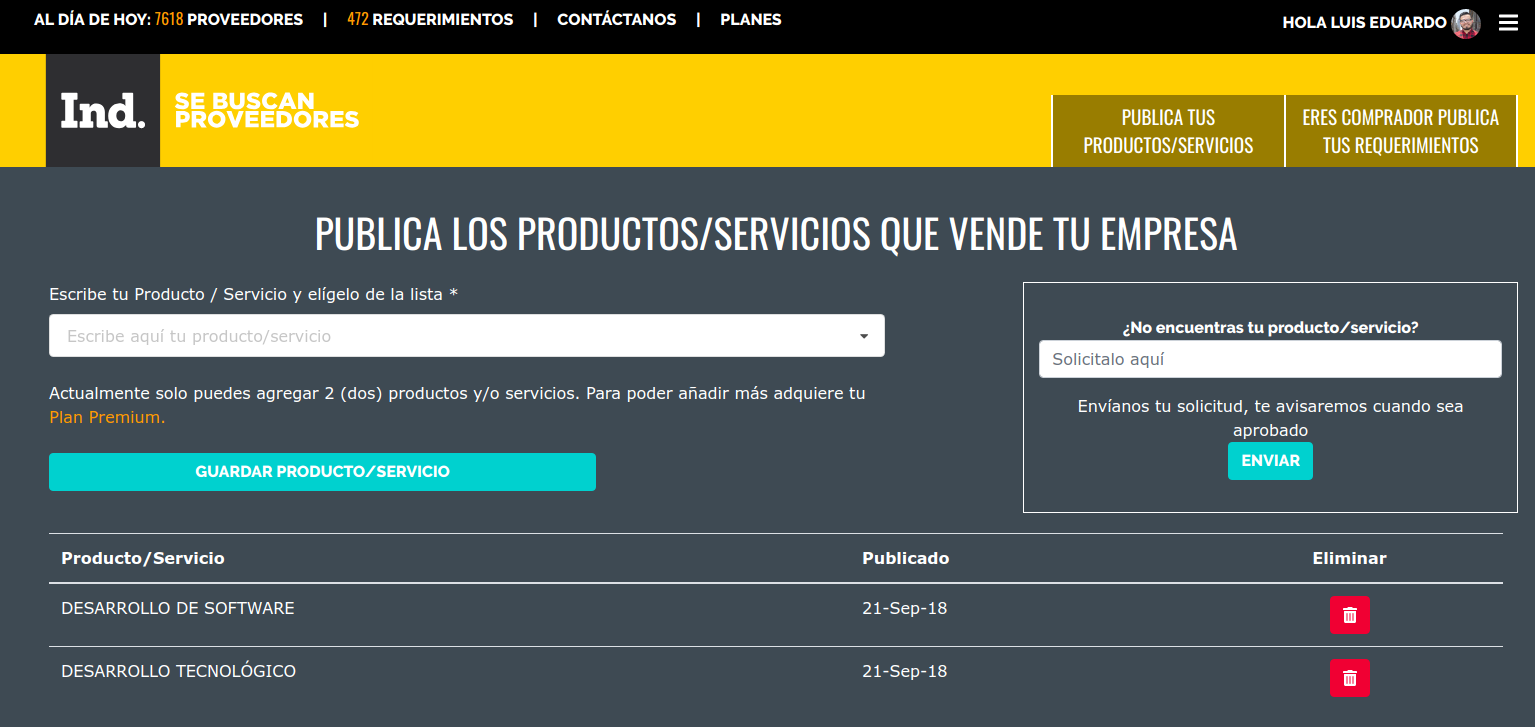 AL DÍA DE HOY: 7618 PROVEEDORES | 472 REQUERIMIENTOS | CONTÁCTANOS | PLANES
HOLA LUIS EDUARDO
Ind.
SE BUSCAN
PROVEEDORES
PUBLICA TUS
PRODUCTOS/SERVICIOS
ERES COMPRADOR PUBLICA
TUS REQUERIMIENTOS
PUBLICA LOS PRODUCTOS/SERVICIOS QUE VENDE TU EMPRESA
Escribe tu Producto / Servicio y elígelo de la lista *
Escribe aquí tu producto/servicio
Actualmente solo puedes agregar 2 (dos) productos y/o servicios. Para poder añadir más adquiere tu
Plan Premium.
GUARDAR PRODUCTO/SERVICIO
¿No encuentras tu producto/servicio?
Solicitalo aquí
Envíanos tu solicitud, te avisaremos cuando sea
aprobado
ENVIAR
Producto/Servicio Publicado Eliminar
DESARROLLO DE SOFTWARE 21-Sep-18
DESARROLLO TECNOLÓGICO 21-Sep-18